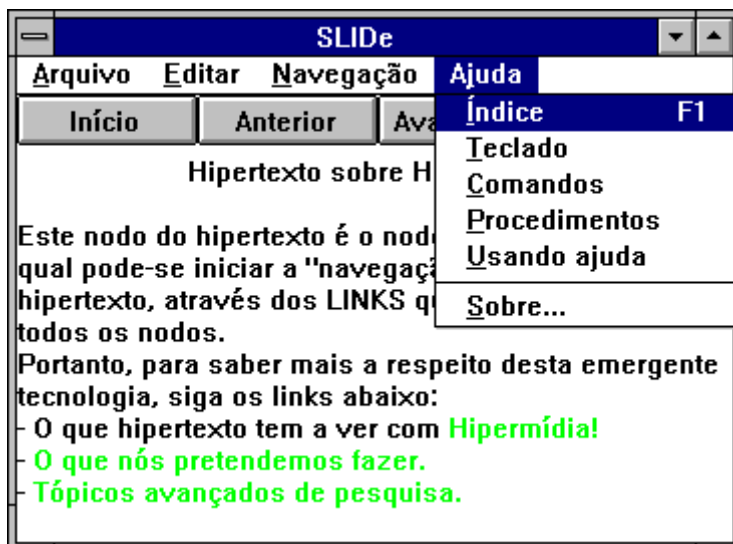 SLIDe
Arquivo Editar Navegação Ajuda
Início Anterior
Índice F1
Teclado
Comandos
Procedimentos
Usando ajuda
Sobre...
Hipertexto sobre
Este nodo do hipertexto é o
qual pode-se iniciar a "
hipertexto, através dos LINKS
todos os nodos.
Portanto, para saber mais a respeito desta emergente
tecnologia, siga os links abaixo:
- O que hipertexto tem a ver com Hipermídia!
- O que nós pretendemos fazer.
- Tópicos avançados de pesquisa.